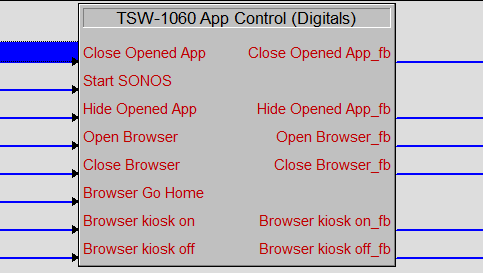 TSW-1060 App Control (Digitals)
Close Opened App Close Opened App_fb
Start SONOS
Hide Opened App Hide Opened App_fb
Open Browser Open Browser_fb
Close Browser Close Browser_fb
Browser Go Home
Browser kiosk on Browser kiosk on_fb
Browser kiosk off Browser kiosk off_fb